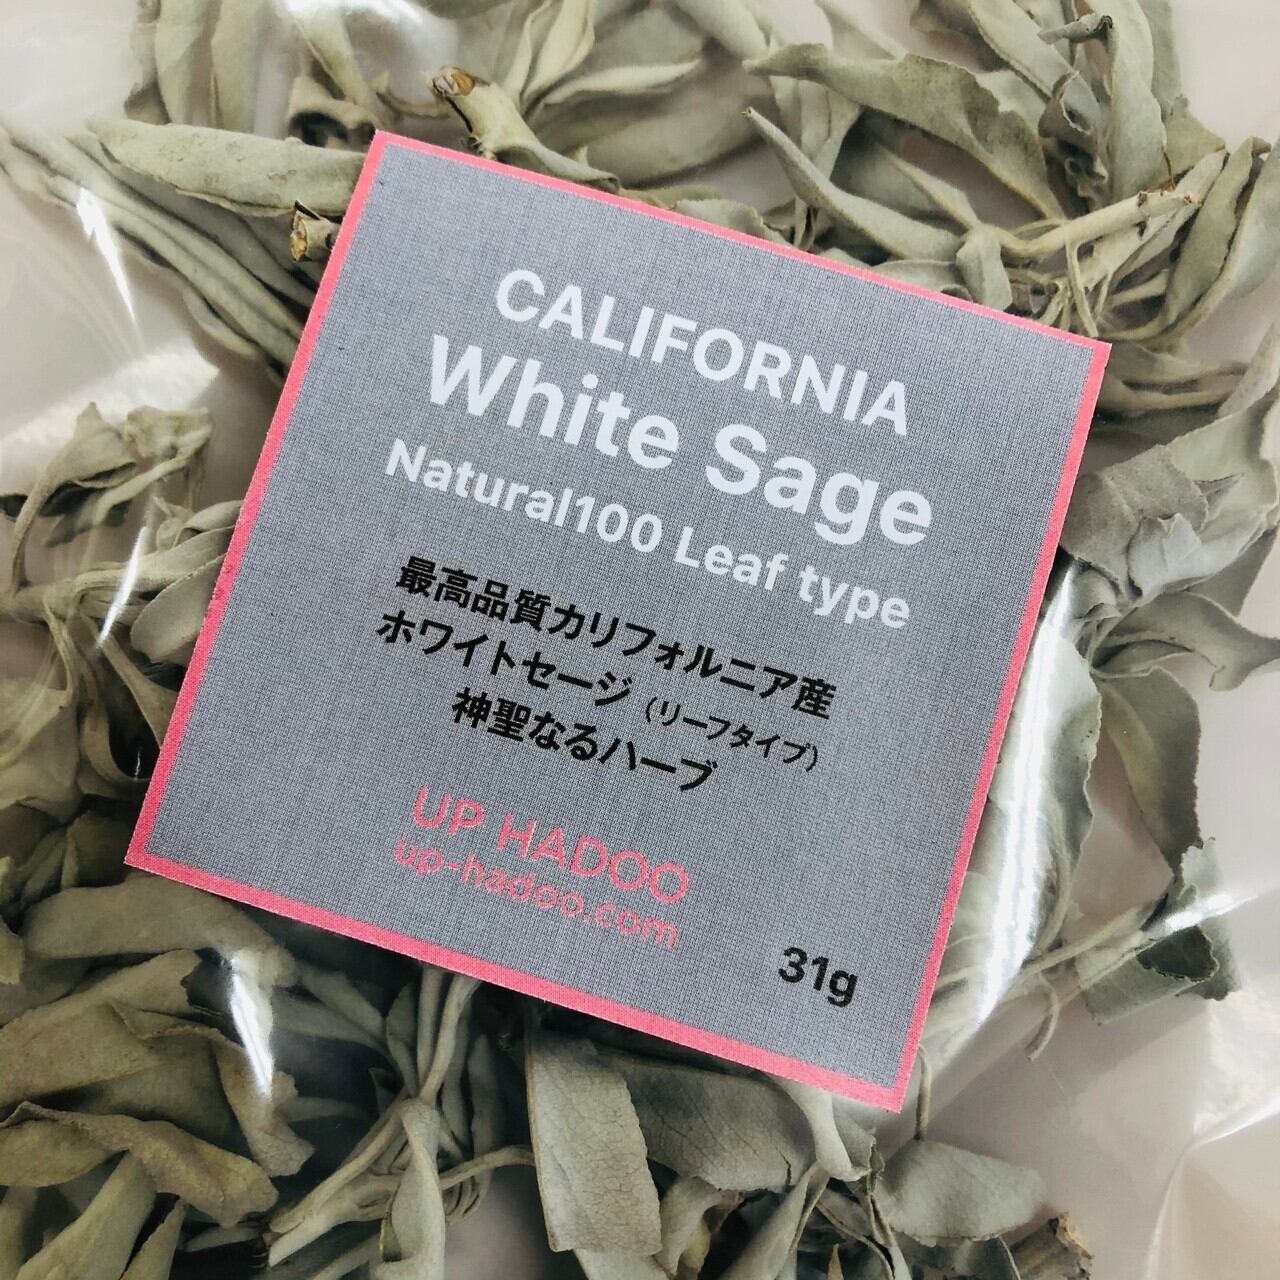 CALIFORNIA
White Sage
Natural100 Leaf type
最高品質カリフォルニア産
ホワイトセージ（リーフタイプ）
神聖なるハーブ
UP HADOO
up-hadoo.com
31g